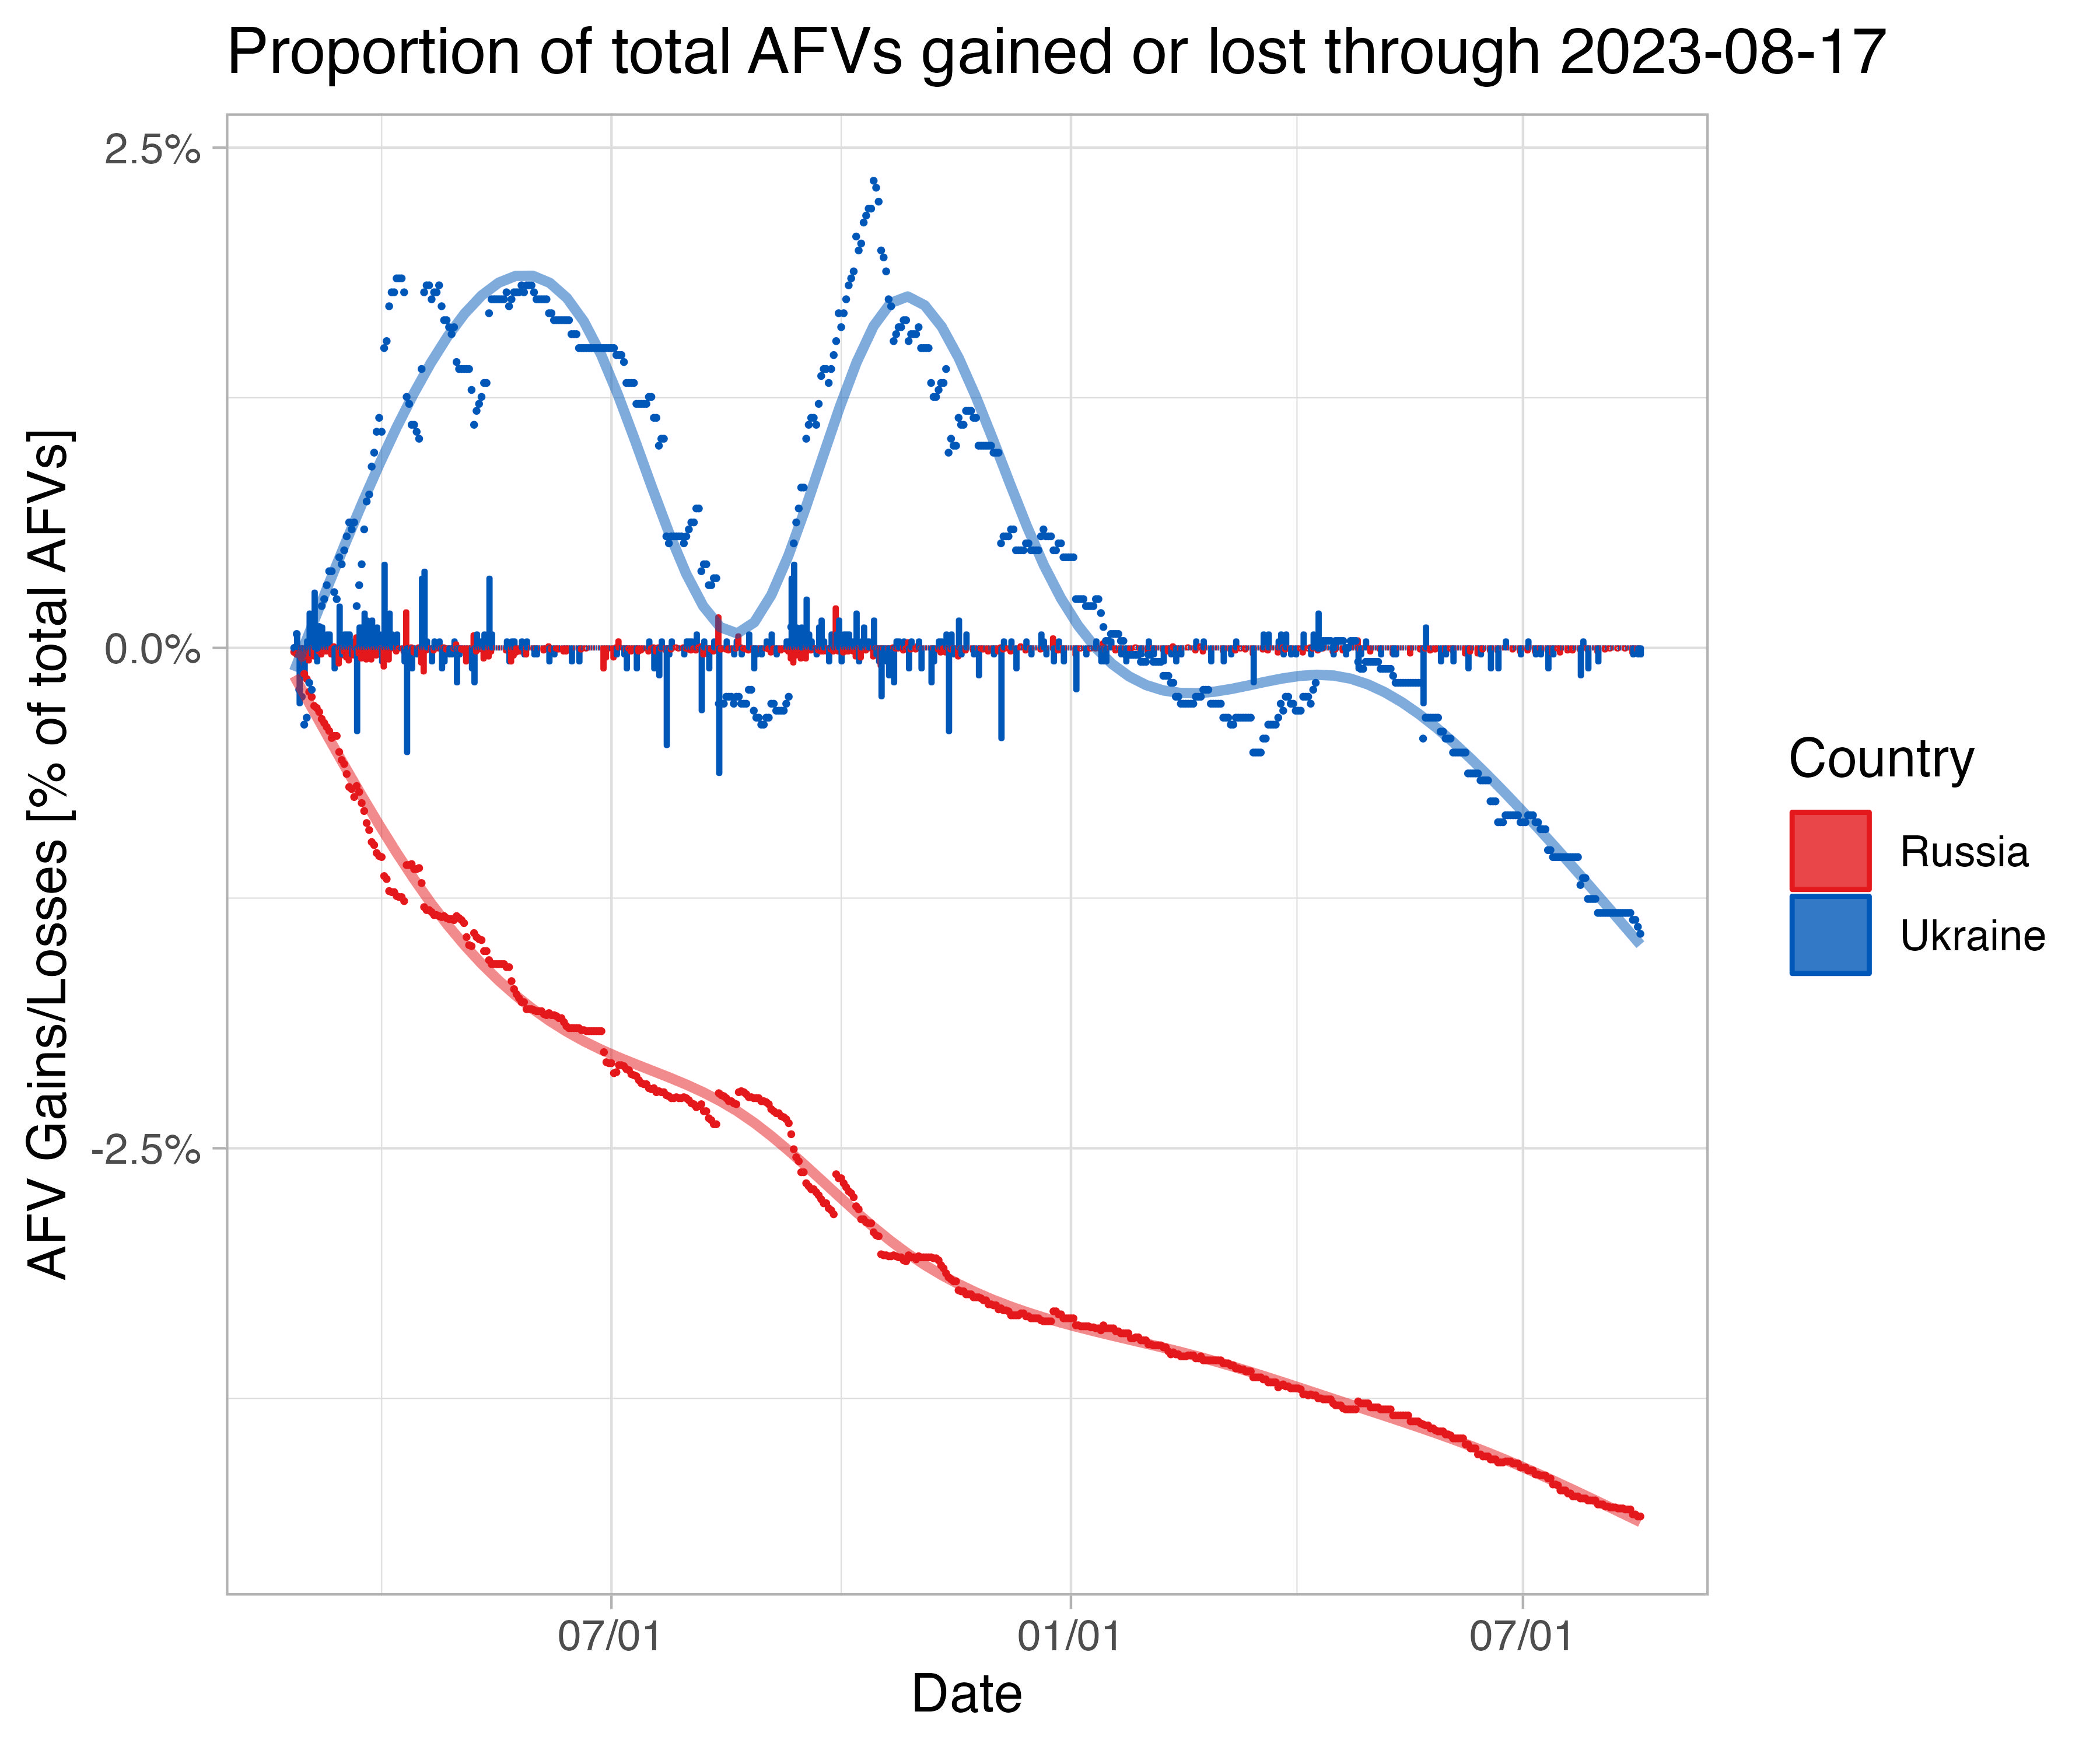 Proportion of total AFVs gained or lost through 2023-08-17
AFV Gains/Losses [% of total AFVs]
2.5%
0.0%
-2.5%
07/01
01/01
07/01
Date
Country
Russia
Ukraine